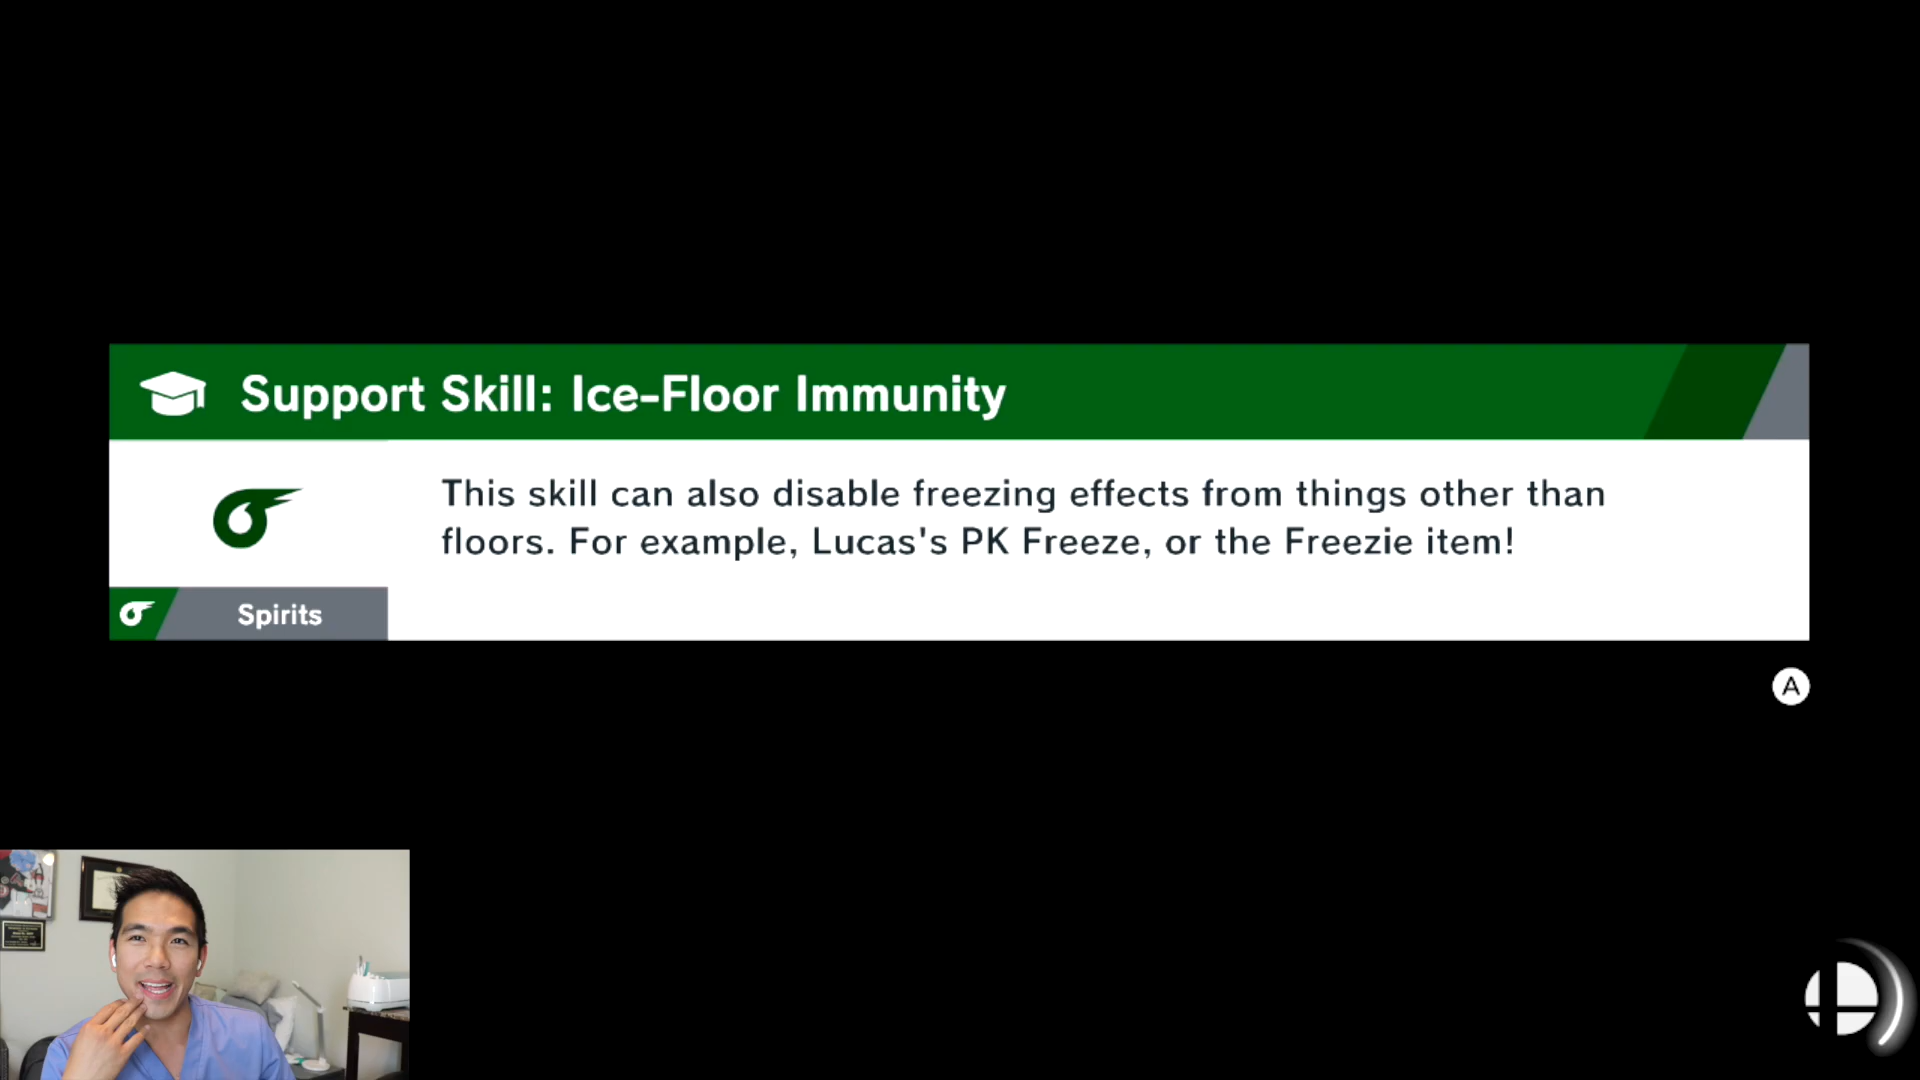 Support Skill: Ice-Floor Immunity
This skill can also disable freezing effects from things other than
floors. For example, Lucas's PK Freeze, or the Freezie item!
Spirits
A